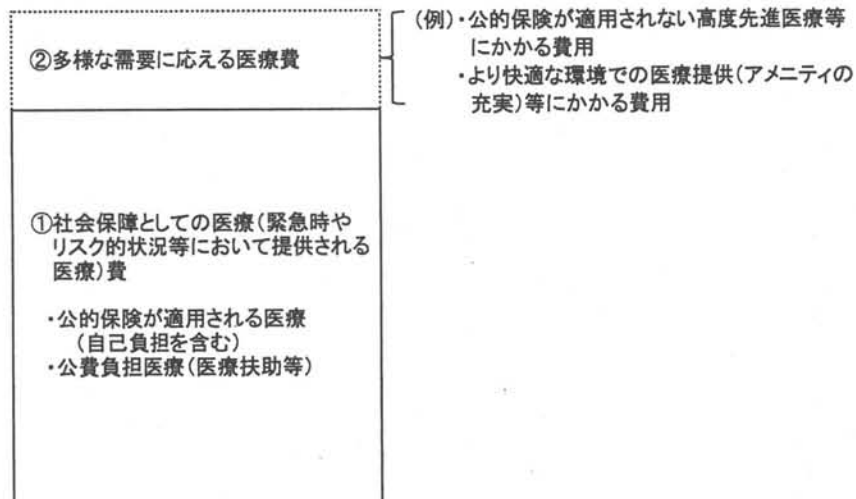 ②多様な需要に応える医療費
(例)・公的保険が適用されない高度先進医療等
にかかる費用
・より快適な環境での医療提供(アメニティの
充実)等にかかる費用
①社会保障としての医療(緊急時や
リスク的状況等において提供される
医療)費
・公的保険が適用される医療
(自己負担を含む)
・公費負担医療(医療扶助等)